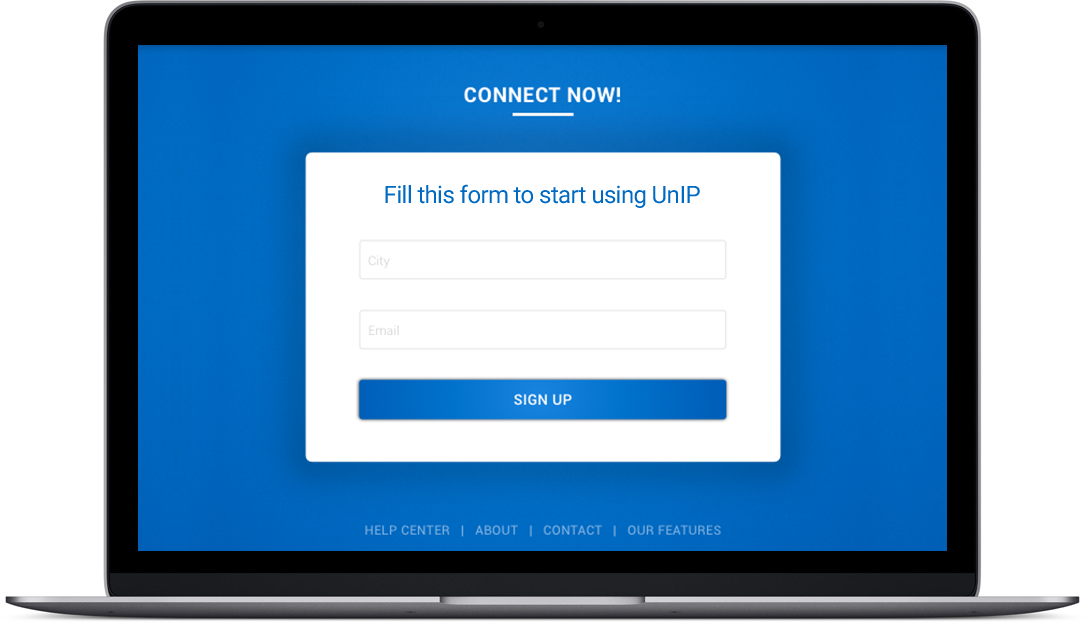 CONNECT NOW!
Fill this form to start using UnIP
City
Email
SIGN UP
HELP CENTER | ABOUT | CONTACT | OUR FEATURES